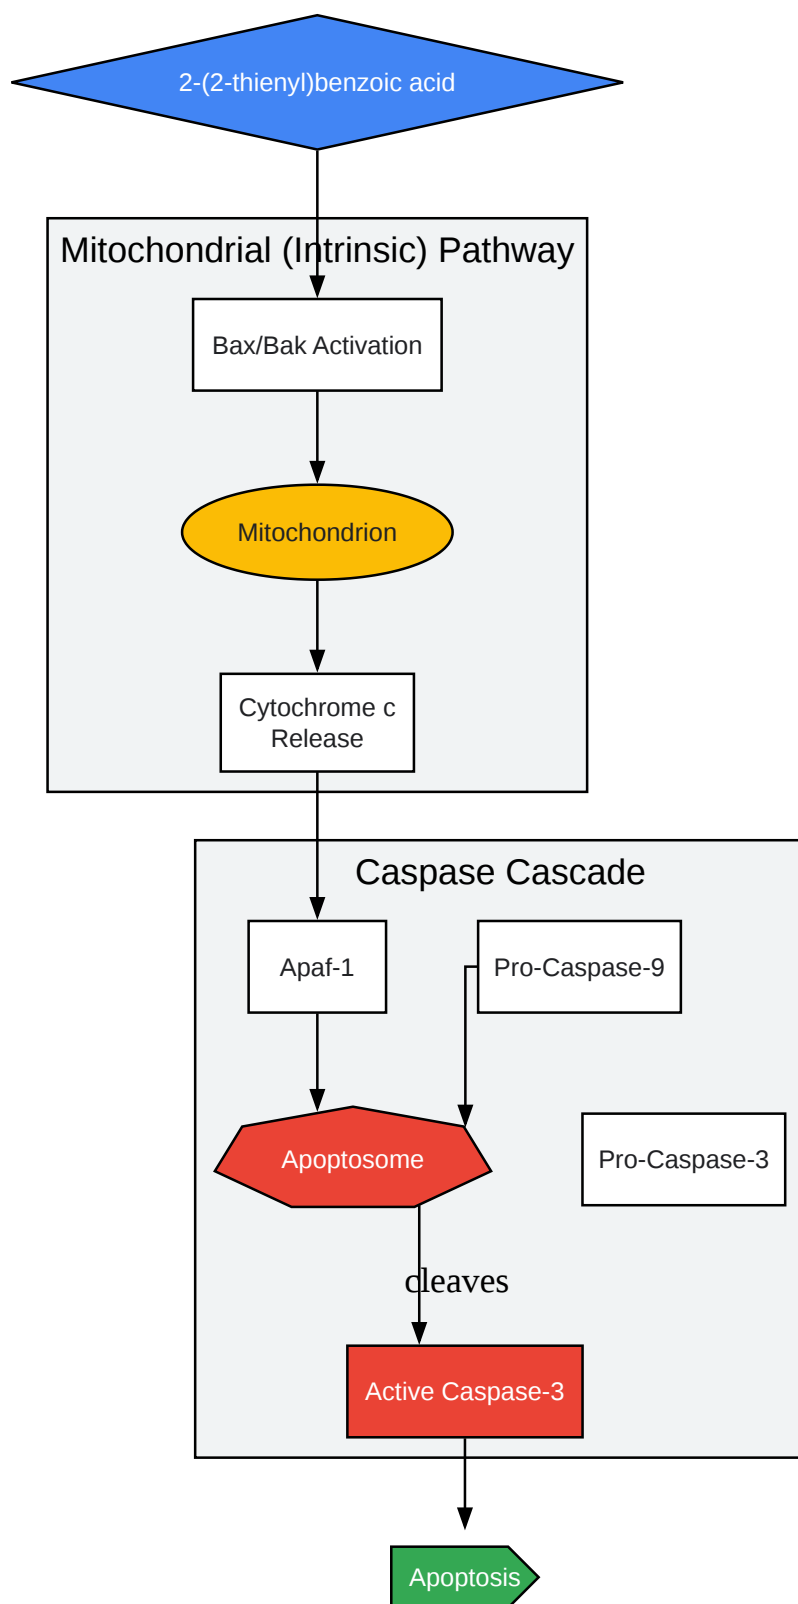 2-(2-thienyl)benzoic acid
Mitochondrial (Intrinsic) Pathway
Bax/Bak Activation
Mitochondrion
Cytochrome c
Release
Caspase Cascade
Apaf-1
Pro-Caspase-9
Apoptosome
Pro-Caspase-3
cleaves
Active Caspase-3
Apoptosis